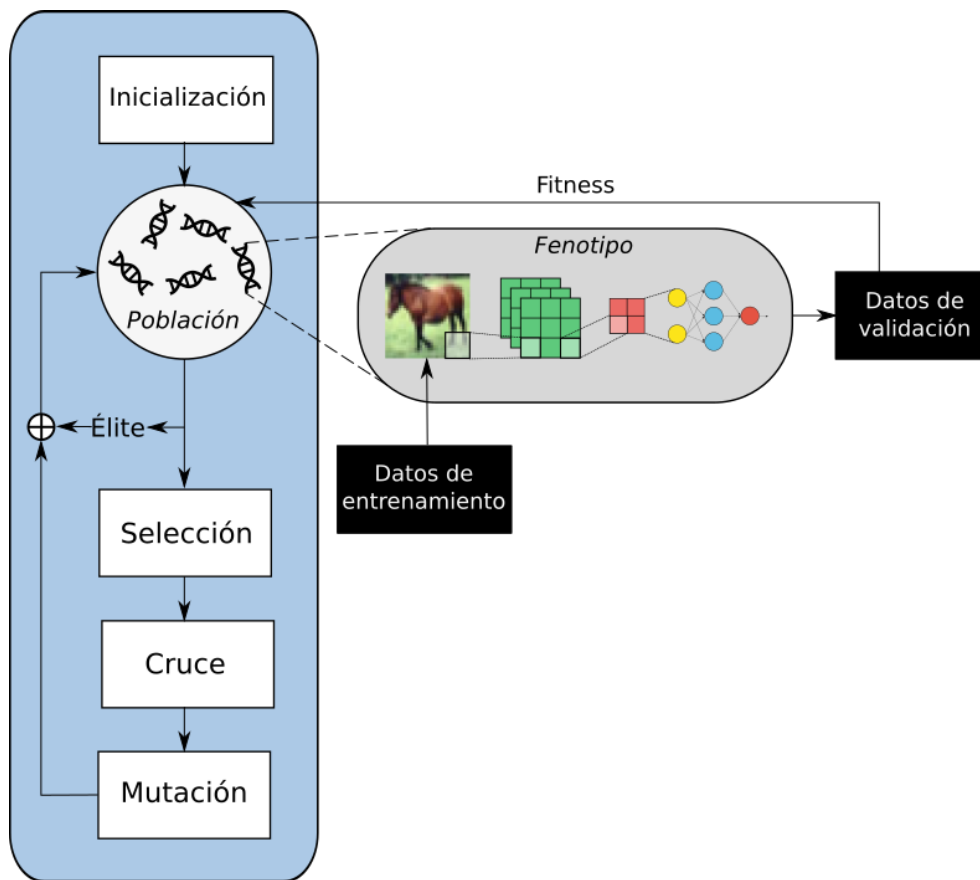 Inicialización
Fitness
Fenotipo
Población
Datos de
validación
Élite
Datos de
entrenamiento
Selección
Cruce
Mutación